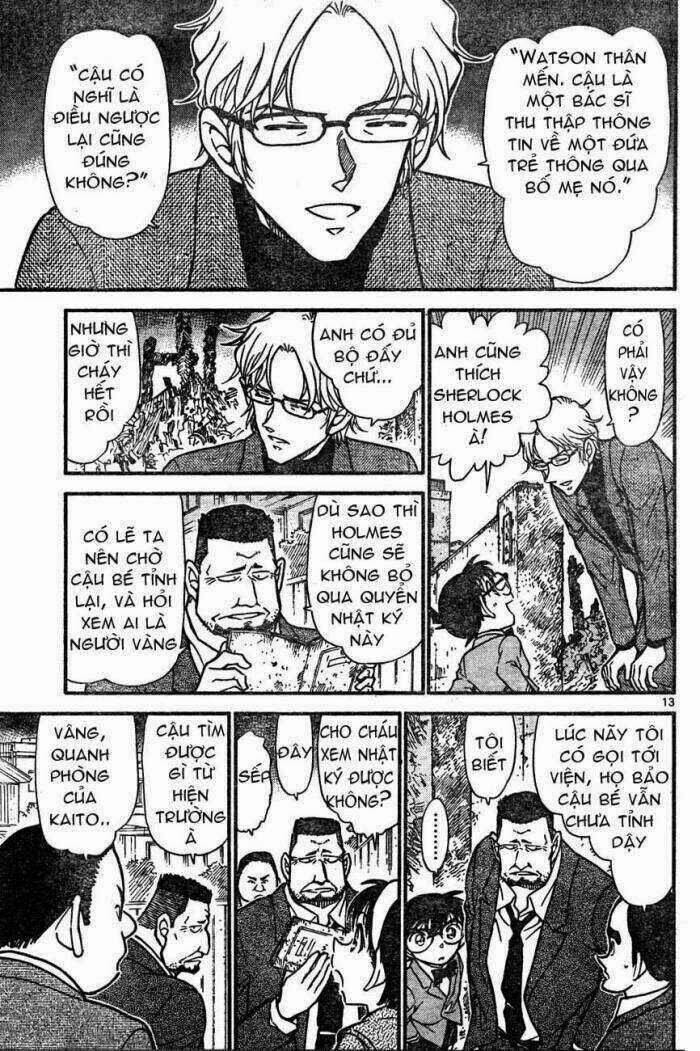 "WATSON THÂN
MẾN. CẬU LÀ
MỘT BÁC SĨ
THU THẬP THÔNG
TIN VỀ MỘT ĐỨA
TRẺ THÔNG QUA
BỐ MẸ NÓ."
"CẬU CÓ
NGHĨ LÀ
ĐIỀU NGƯỢC
LẠI CŨNG
ĐÚNG
KHÔNG?"
CÓ
PHẢI
VẬY
KHÔNG
?
ANH CŨNG
THÍCH
SHERLOCK
HOLMES
À!
ANH CÓ ĐỦ
BỘ ĐẤY
CHỨ...
NHƯNG
GIỜ THÌ
CHÁY
HẾT
RỒI
DÙ SAO THÌ
HOLMES
CŨNG SẼ
KHÔNG BỎ
QUA QUYỂN
NHẬT KÝ
NÀY
CÓ LẼ TA
NÊN CHỜ
CẬU BÉ TỈNH
LẠI, VÀ HỎI
XEM AI LÀ
NGƯỜI VÀNG
13
LÚC NÃY TÔI
CÓ GỌI TỚI
VIỆN, HỌ BẢO
CẬU BÉ VẪN
CHƯA TỈNH
DẬY
TÔI
BIẾT
......
CHO CHÁU
XEM NHẬT
KÝ ĐƯỢC
KHÔNG?
ĐÂY
SẾP
CẬU TÌM
ĐƯỢC
GÌ TỪ
HIỆN
TRƯỜNG
À
VÂNG,
QUANH
PHÒNG
CỦA
KAITO..